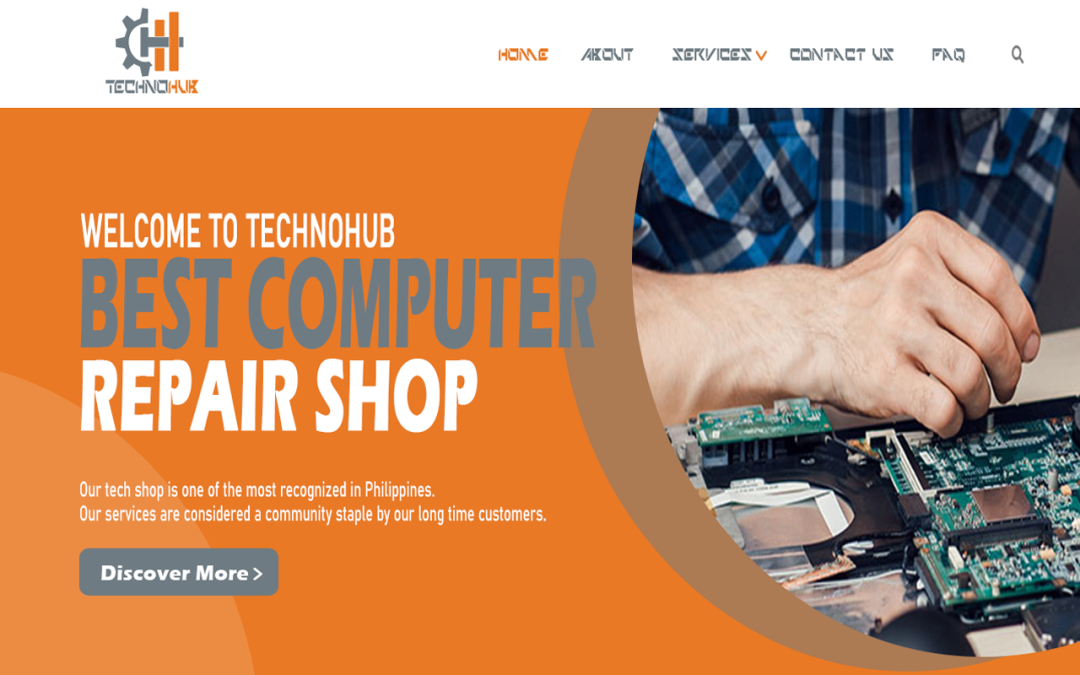 TECHNOHUB
HOME ABOUT SERVICES CONTACT US FAQ
WELCOME TO TECHNOHUB
BEST COMPUTER
REPAIR SHOP
Our tech shop is one of the most recognized in Philippines.
Our services are considered a community staple by our long time customers.
Discover More >